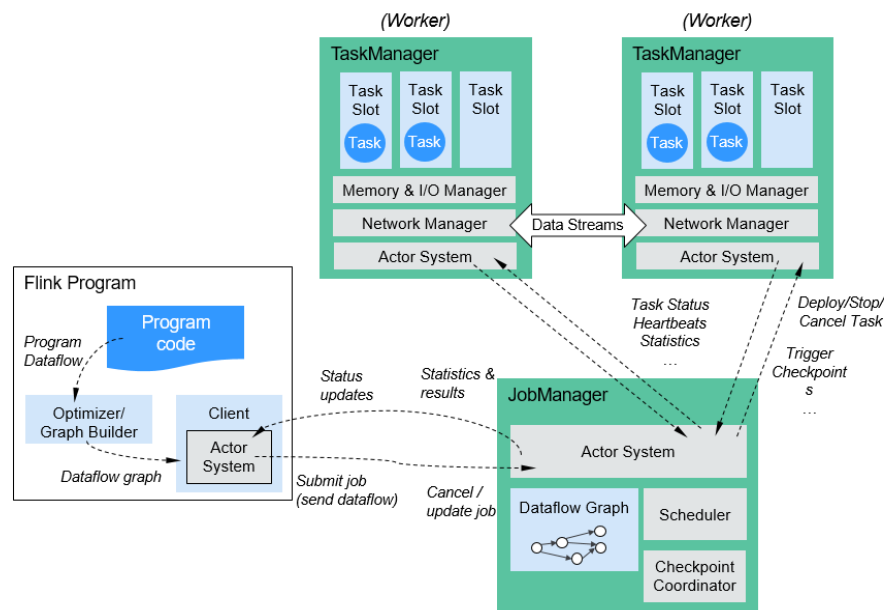 (Worker)
(Worker)
TaskManager
TaskManager
Task
Slot
Task
Slot
Task
Slot
Task
Task
Task
Slot
Task
Slot
Task
Slot
Task
Task
Memory & I/O Manager
Memory & I/O Manager
Network Manager
Data Streams
Network Manager
Actor System
Actor System
Flink Program
Program
code
Program
Dataflow
Optimizer/
Graph Builder
Client
Actor
System
Dataflow graph
Status
updates
Statistics &
results
Submit job
(send dataflow)
Cancel /
update job
Task Status
Heartbeats
Statistics
...
Deploy/Stop/
Cancel Task
Trigger
Checkpoint
s
...
JobManager
Actor System
Dataflow Graph
Scheduler
Checkpoint
Coordinator